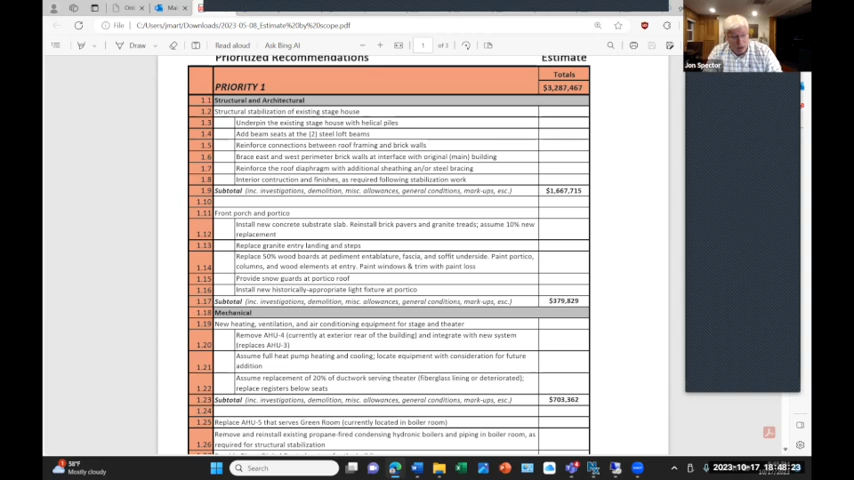 File
C:/Users/jmart/Downloads/2023-05-08_Estimate%20by%20scope.pdf
Draw
Read aloud
Ask Bing AI
1 of 3
Jon Spector
Prioritized Recommendations Estimate
Totals
PRIORITY 1 $3,287,467
1.1 Structural and Architectural
1.2 Structural stabilization of existing stage house
1.3 Underpin the existing stage house with helical piles
1.4 Add beam seats at the (2) steel loft beams
1.5 Reinforce connections between roof framing and brick walls
1.6 Brace east and west perimeter brick walls at interface with original (main) building
1.7 Reinforce the roof diaphragm with additional sheathing an/or steel bracing
1.8 Interior contruction and finishes, as required following stabilization work
1.9 Subtotal (inc. investigations, demolition, misc. allowances, general conditions, mark-ups, esc.) $1,667,715
1.10
1.11 Front porch and portico
Install new concrete substrate slab. Reinstall brick pavers and granite treads; assume 10% new
1.12 replacement
1.13 Replace granite entry landing and steps
Replace 50% wood boards at pediment entablature, fascia, and soffit underside. Paint portico,
1.14 columns, and wood elements at entry. Paint windows & trim with paint loss
1.15 Provide snow guards at portico roof
1.16 Install new historically-appropriate light fixture at portico
1.17 Subtotal (inc. investigations, demolition, misc. allowances, general conditions, mark-ups, esc.) $379,829
1.18 Mechanical
1.19 New heating, ventilation, and air conditioning equipment for stage and theater
Remove AHU-4 (currently at exterior rear of the building) and integrate with new system
1.20 (replaces AHU-3)
Assume full heat pump heating and cooling; locate equipment with consideration for future
1.21 addition
Assume replacement of 20% of ductwork serving theater (fiberglass lining or deteriorated);
1.22 replace registers below seats
1.23 Subtotal (inc. investigations, demolition, misc. allowances, general conditions, mark-ups, esc.) $703,362
1.24
1.25 Replace AHU-5 that serves Green Room (currently located in boiler room)
Remove and reinstall existing propane-fired condensing hydronic boilers and piping in boiler room, as
1.26 required for structural stabilization
58°F
Mostly cloudy
Search
2023-10-17 18:48:23